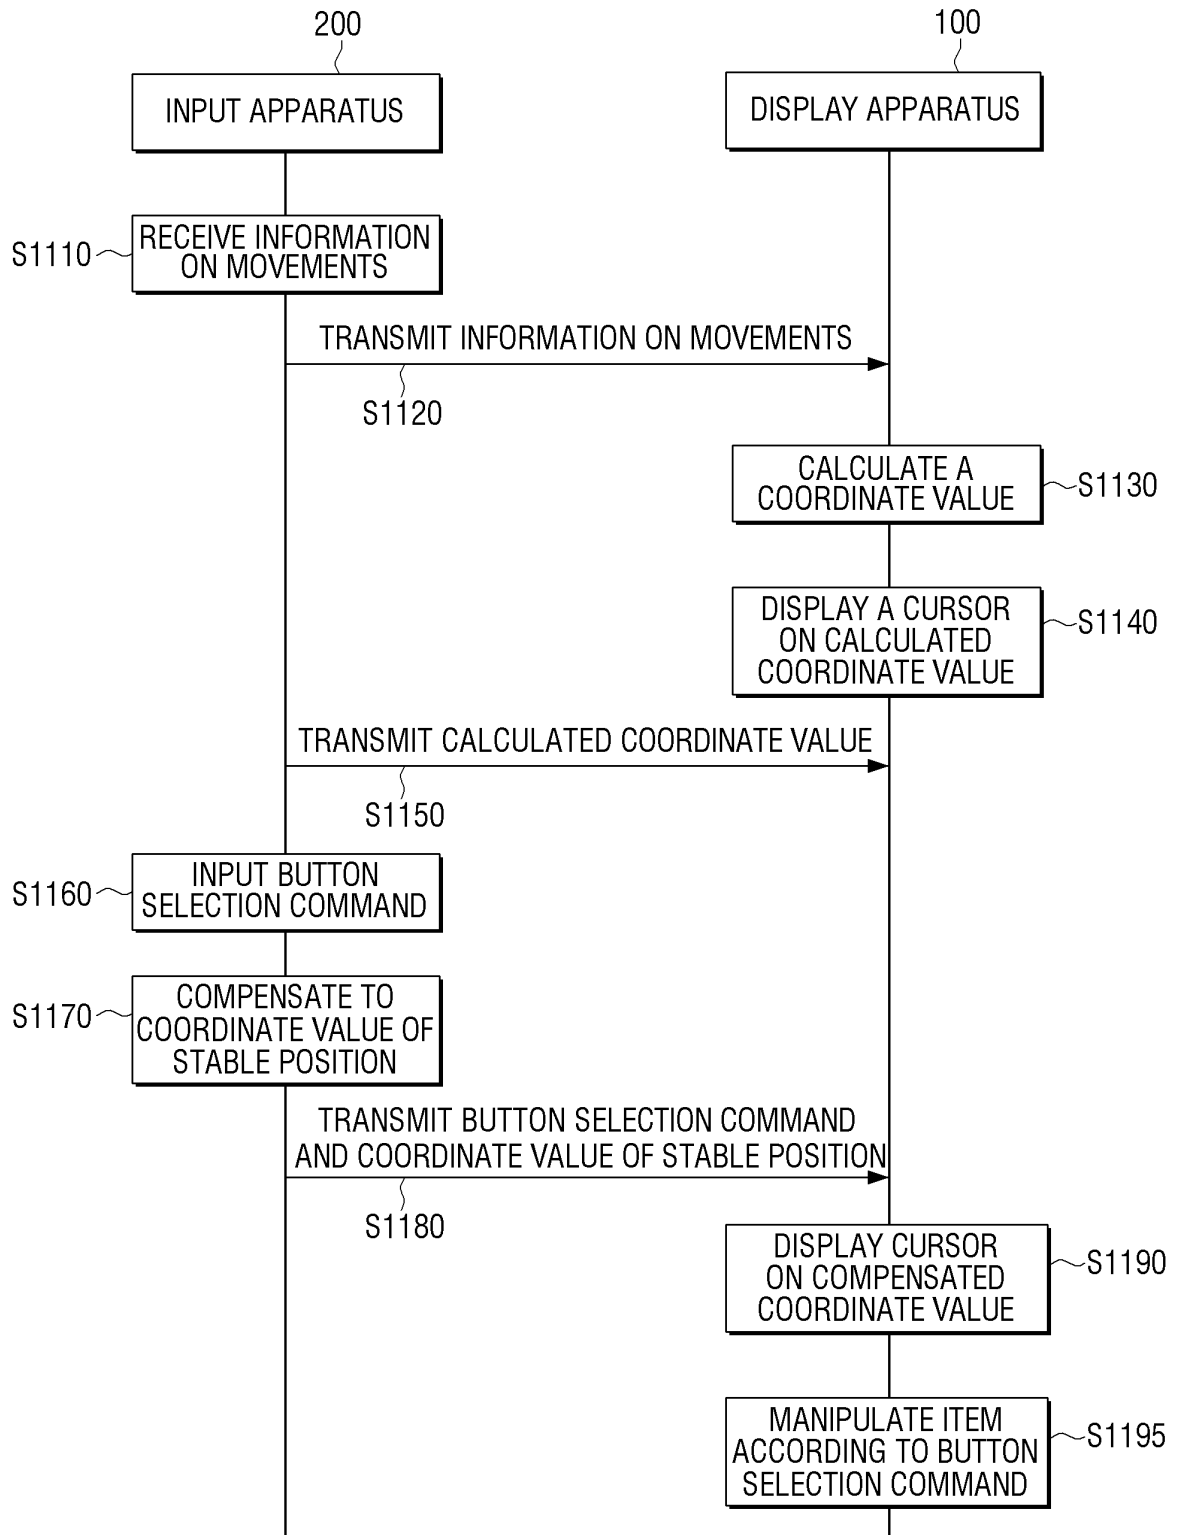 200
100
INPUT APPARATUS
DISPLAY APPARATUS
S1110
RECEIVE INFORMATION
ON MOVEMENTS
TRANSMIT INFORMATION ON MOVEMENTS
S1120
CALCULATE A
COORDINATE VALUE
S1130
DISPLAY A CURSOR
ON CALCULATED
COORDINATE VALUE
S1140
TRANSMIT CALCULATED COORDINATE VALUE
S1150
S1160
INPUT BUTTON
SELECTION COMMAND
S1170
COMPENSATE TO
COORDINATE VALUE OF
STABLE POSITION
TRANSMIT BUTTON SELECTION COMMAND
AND COORDINATE VALUE OF STABLE POSITION
S1180
DISPLAY CURSOR
ON COMPENSATED
COORDINATE VALUE
S1190
MANIPULATE ITEM
ACCORDING TO BUTTON
SELECTION COMMAND
S1195